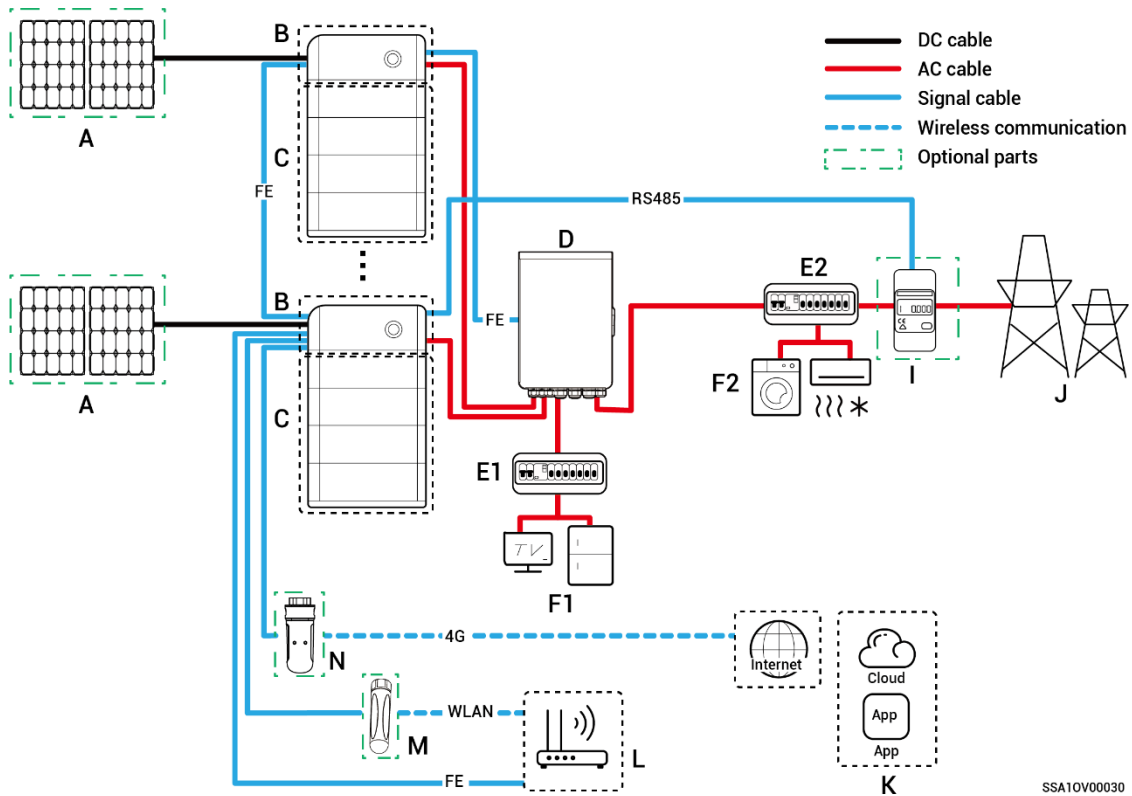 DC cable
AC cable
Signal cable
Wireless communication
Optional parts
B
A
C
FE
RS485
D
E2
B
FE
A
C
F2
I
J
E1
TV
F1
4G
Internet
Cloud
N
WLAN
App
App
M
L
FE
K
SSA1OV00030